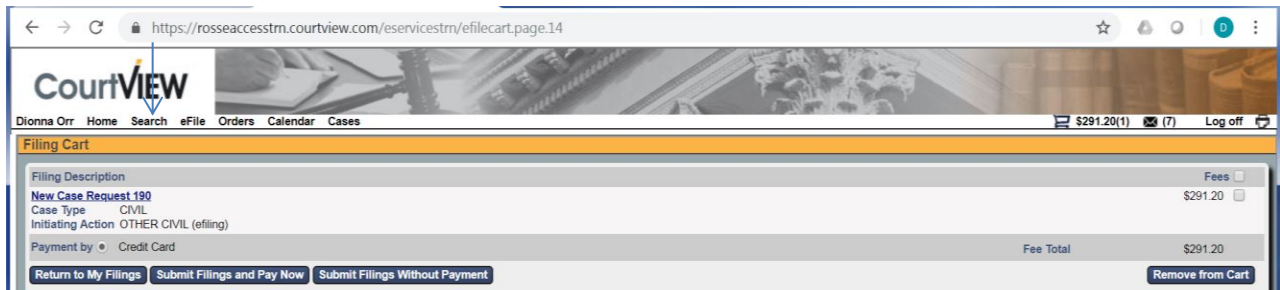 https://rosseaccesstrn.courtview.com/eservicestrn/efilecart.page.14 D
CourtVIEW
Dionna Orr Home Search eFile Orders Calendar Cases $291.20(1) (7) Log off
Filing Cart
Filing Description Fees
New Case Request 190 $291.20
Case Type CIVIL
Initiating Action OTHER CIVIL (efiling)
Payment by Credit Card Fee Total $291.20
Return to My Filings Submit Filings and Pay Now Submit Filings Without Payment Remove from Cart